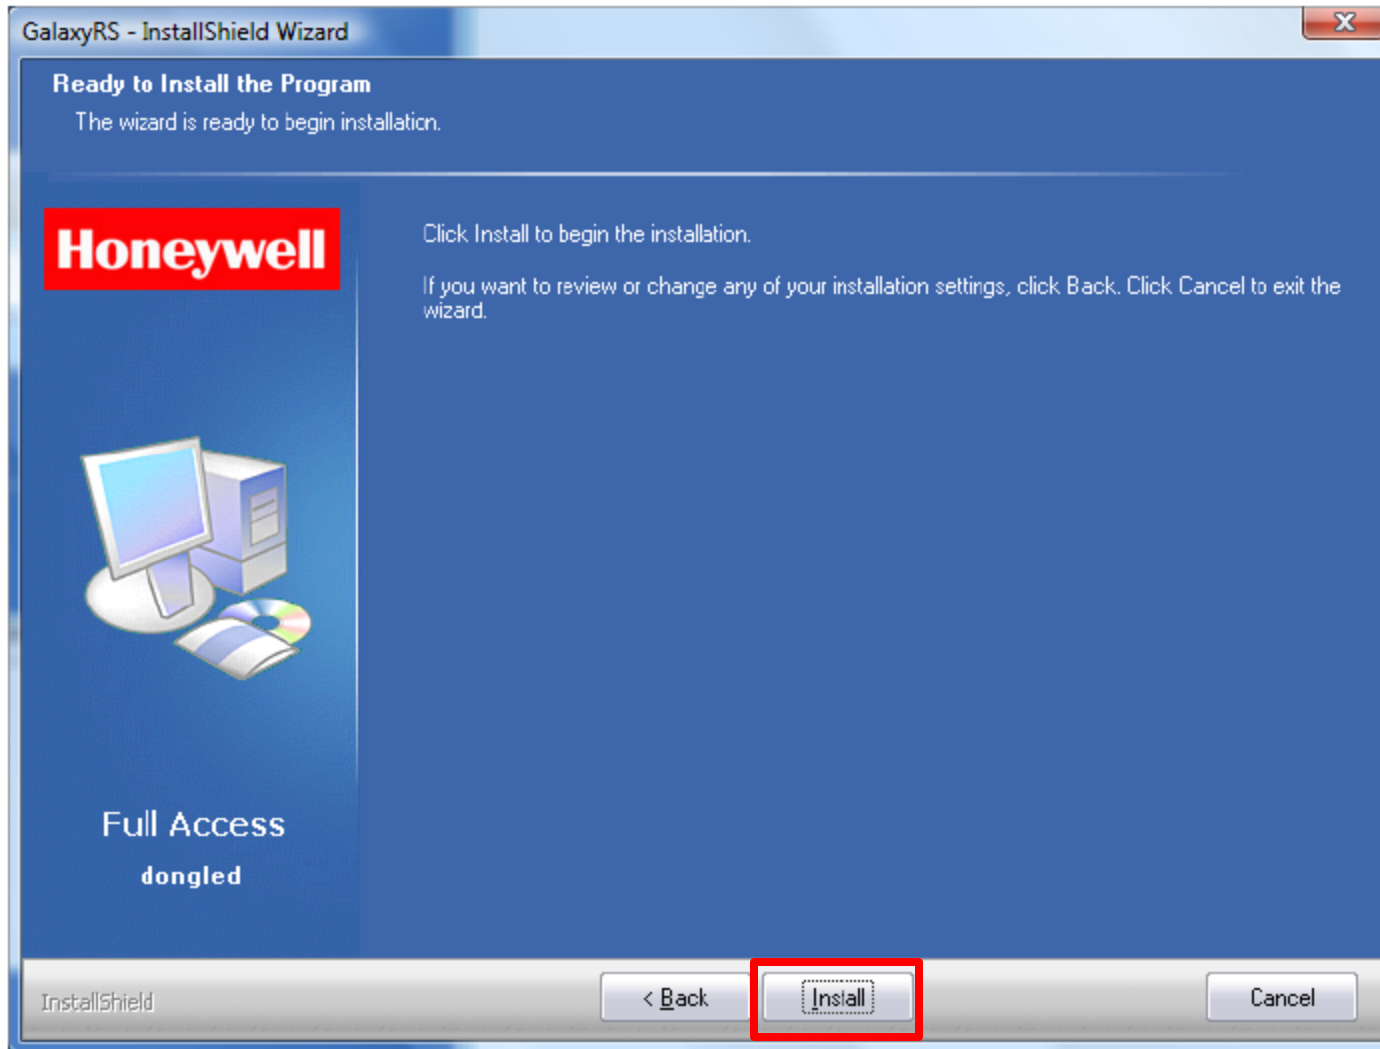 GalaxyRS - InstallShield Wizard
Ready to Install the Program
The wizard is ready to begin installation.
Honeywell
Click Install to begin the installation.
If you want to review or change any of your installation settings, click Back. Click Cancel to exit the
wizard.
Full Access
dongled
InstallShield
< Back
Install
Cancel